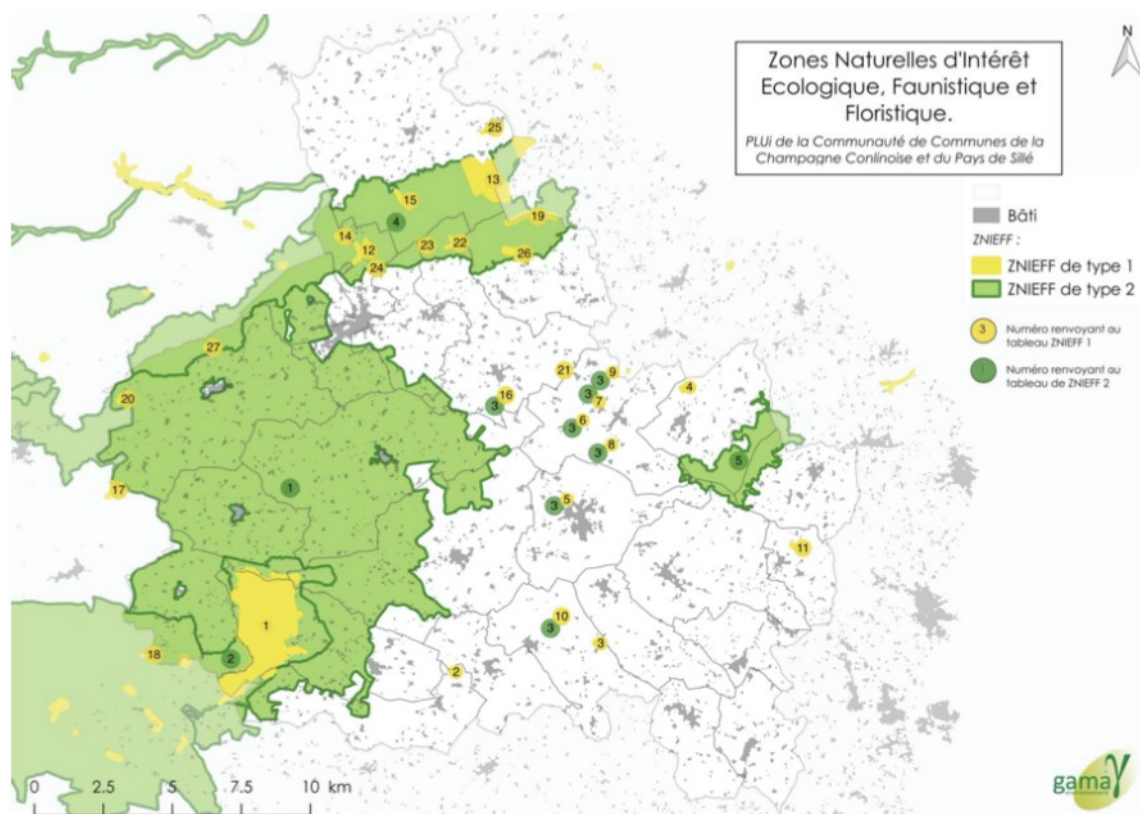 N
Zones Naturelles d'Intérêt
Ecologique, Faunistique et
Floristique.
PLUi de la Communauté de Communes de la
Champagne Conlinoise et du Pays de Sillé
Bâti
ZNIEFF :
ZNIEFF de type 1
ZNIEFF de type 2
3 Numéro renvoyant au
tableau ZNIEFF 1
1 Numéro renvoyant au
tableau de ZNIEFF 2
25
13
15
4
19
14
12
23
22
26
24
27
20
21
9
3
16
3
3
7
4
6
3
8
3
5
17
1
5
3
11
1
10
3
3
18
2
2
0 2.5 5 7.5 10 km
gama